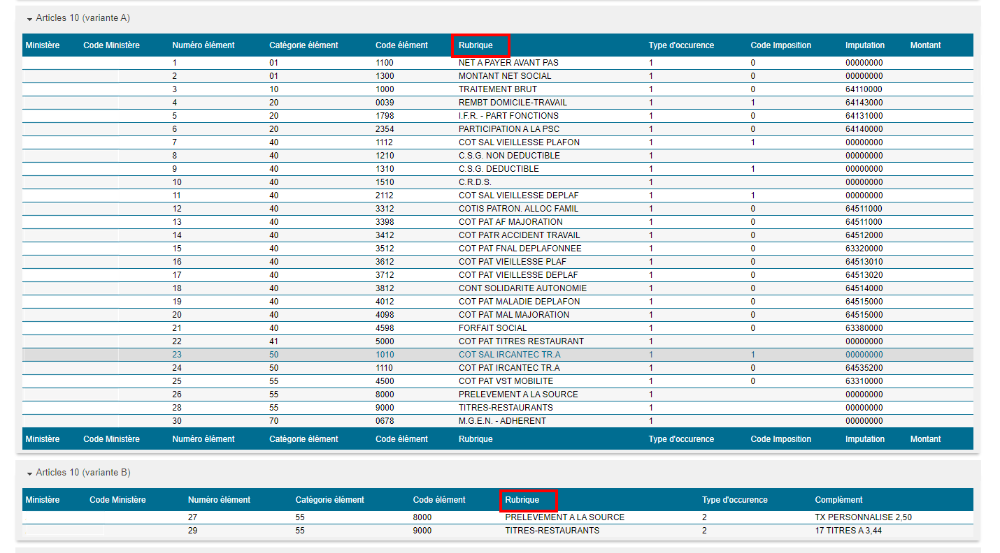 Articles 10 (variante A)
Ministère Code Ministère Numéro élément Catégorie élément Code élément Rubrique Type d'occurence Code Imposition Imputation Montant
1 01 1100 NET A PAYER AVANT PAS 1 0 00000000
2 01 1300 MONTANT NET SOCIAL 1 0 00000000
3 10 1000 TRAITEMENT BRUT 1 0 64110000
4 20 0039 REMBT DOMICILE-TRAVAIL 1 1 64143000
5 20 1798 I.F.R. - PART FONCTIONS 1 0 64131000
6 20 2354 PARTICIPATION A LA PSC 1 0 64140000
7 40 1112 COT SAL VIEILLESSE PLAFON 1 1 00000000
8 40 1210 C.S.G. NON DEDUCTIBLE 1 00000000
9 40 1310 C.S.G. DEDUCTIBLE 1 1 00000000
10 40 1510 C.R.D.S. 1 00000000
11 40 2112 COT SAL VIEILLESSE DEPLAF 1 1 00000000
12 40 3312 COTIS PATRON. ALLOC FAMIL 1 0 64511000
13 40 3398 COT PAT AF MAJORATION 1 0 64511000
14 40 3412 COT PATR ACCIDENT TRAVAIL 1 0 64512000
15 40 3512 COT PAT FNAL DEPLAFONNEE 1 0 63320000
16 40 3612 COT PAT VIEILLESSE PLAF 1 0 64513010
17 40 3712 COT PAT VIEILLESSE DEPLAF 1 0 64513020
18 40 3812 CONT SOLIDARITE AUTONOMIE 1 0 64514000
19 40 4012 COT PAT MALADIE DEPLAFON 1 0 64515000
20 40 4098 COT PAT MAL MAJORATION 1 0 64515000
21 40 4598 FORFAIT SOCIAL 1 0 63380000
22 41 5000 COT PAT TITRES RESTAURANT 1 00000000
23 50 1010 COT SAL IRCANTEC TR.A 1 1 00000000
24 50 1110 COT PAT IRCANTEC TR.A 1 0 64535200
25 55 4500 COT PAT VST MOBILITE 1 0 63310000
26 55 8000 PRELEVEMENT A LA SOURCE 1 00000000
28 55 9000 TITRES-RESTAURANTS 1 00000000
30 70 0678 M.G.E.N. - ADHERENT 1 00000000
Ministère Code Ministère Numéro élément Catégorie élément Code élément Rubrique Type d'occurence Code Imposition Imputation Montant
Articles 10 (variante B)
Ministère Code Ministère Numéro élément Catégorie élément Code élément Rubrique Type d'occurence Complèment
27 55 8000 PRELEVEMENT A LA SOURCE 2 TX PERSONNALISE 2,50
29 55 9000 TITRES-RESTAURANTS 2 17 TITRES A 3,44